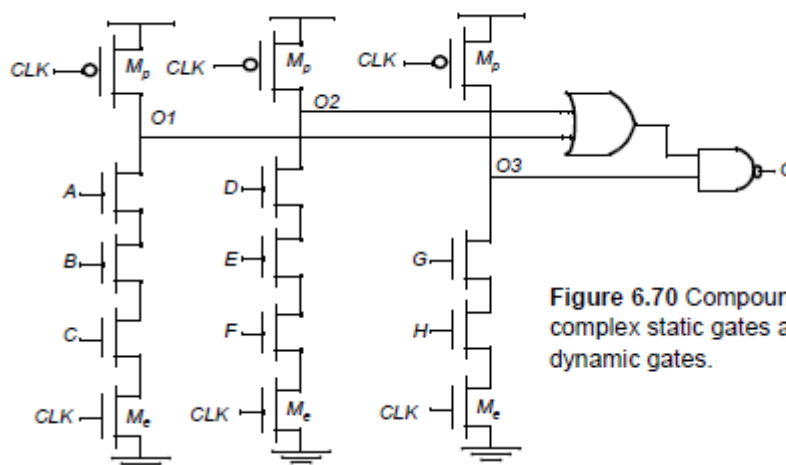 CLK Mp
CLK Mp
CLK Mp
O1
O2
O3
A
B
C
CLK Me
D
E
F
CLK Me
G
H
CLK Me
Figure 6.70
complex static gates
dynamic gates.